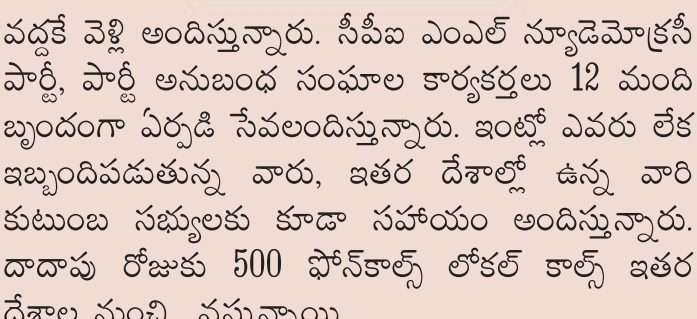 వద్దకే వెళ్లి అందిస్తున్నారు. సీపీఐ ఎంఎల్ న్యూడెమోక్రసీ
పార్టీ, పార్టీ అనుబంధ సంఘాల కార్యకర్తలు 12 మంది
బృందంగా ఏర్పడి సేవలందిస్తున్నారు. ఇంట్లో ఎవరు లేక
ఇబ్బందిపడుతున్న వారు, ఇతర దేశాల్లో ఉన్న వారి
కుటుంబ సభ్యులకు కూడా సహాయం అందిస్తున్నారు.
దాదాపు రోజుకు 500 ఫోన్‌కాల్స్ లోకల్ కాల్స్ ఇతర
దేశాల నుంచి వస్తున్నాయి